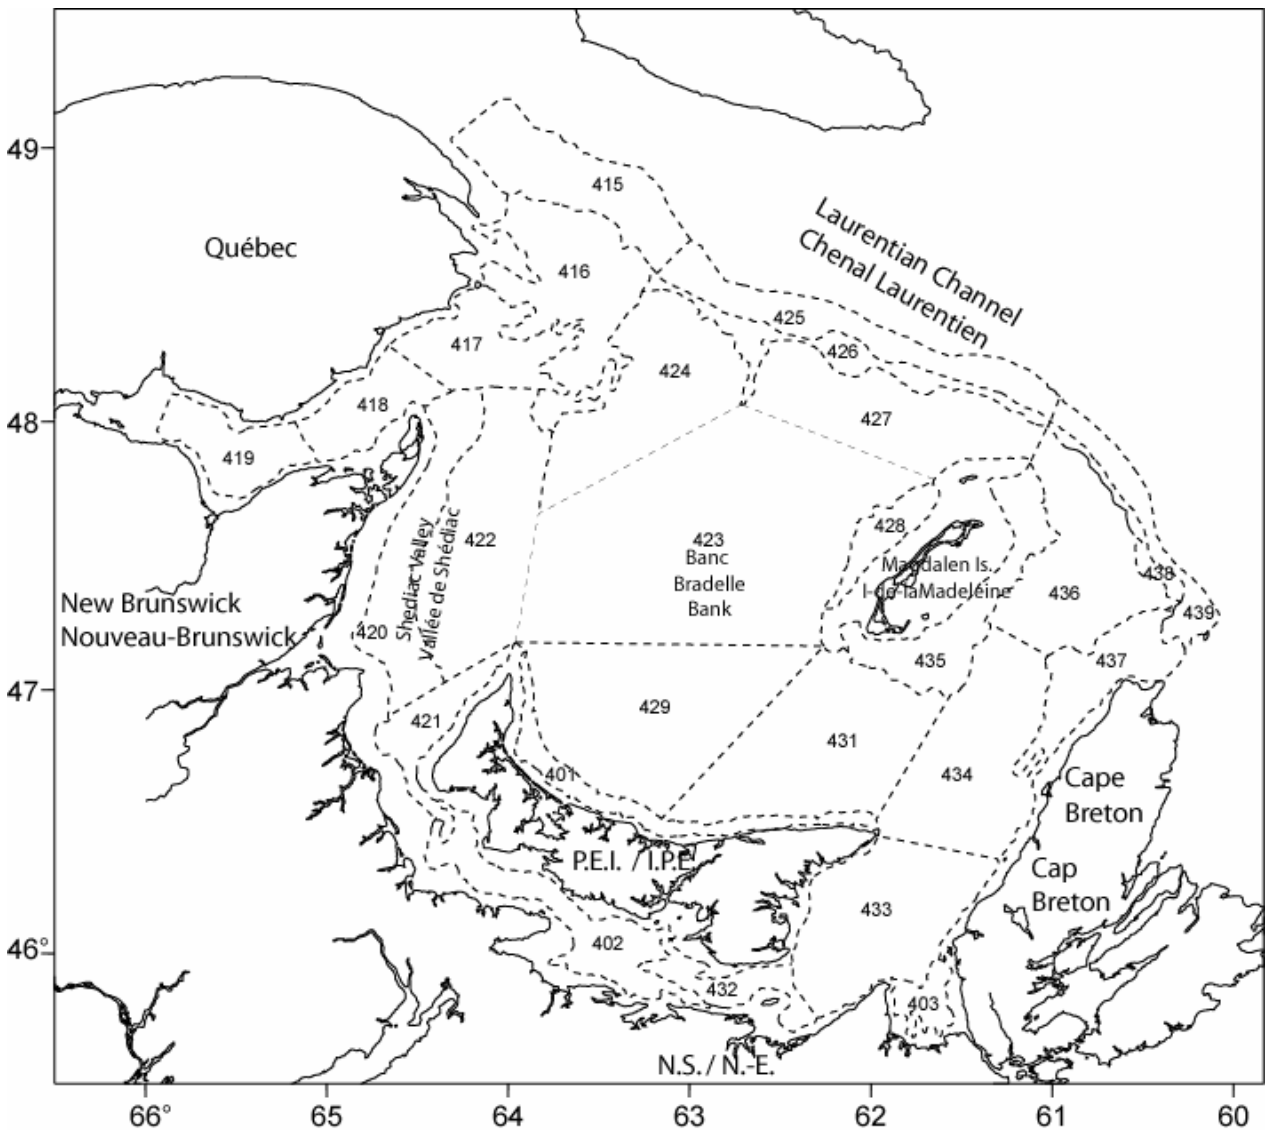 49
415
Laurentian Channel
Chenal Laurentien
Québec
416
425
417
426
424
48
418
427
419
428
422
423
Banc
Bradelle
Bank
Shediac Valley
Vallée de Shédiac
Magdalen Is.
I-de-laMadeleine
438
436
439
New Brunswick
Nouveau-Brunswick
420
435
437
47
421
429
431
434
401
Cape
Breton
P.E.I. / I.P.E
Cap
Breton
433
46°
402
432
403
N.S. / N.-E.
66°
65
64
63
62
61
60